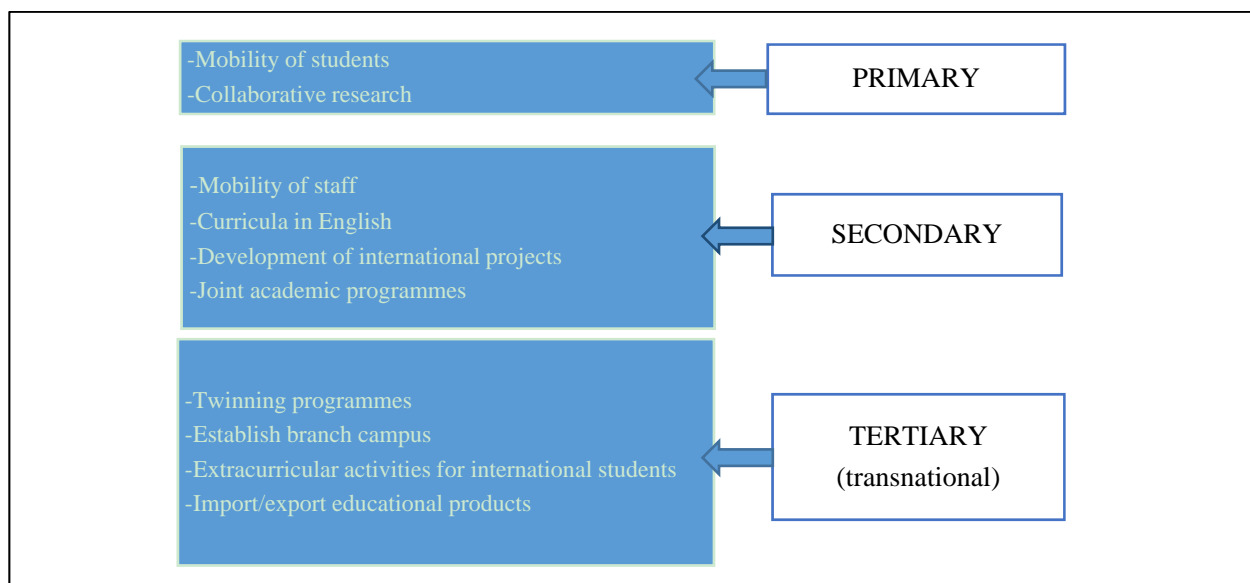 -Mobility of students
-Collaborative research
PRIMARY
-Mobility of staff
-Curricula in English
-Development of international projects
-Joint academic programmes
SECONDARY
-Twinning programmes
-Establish branch campus
-Extracurricular activities for international students
-Import/export educational products
TERTIARY
(transnational)